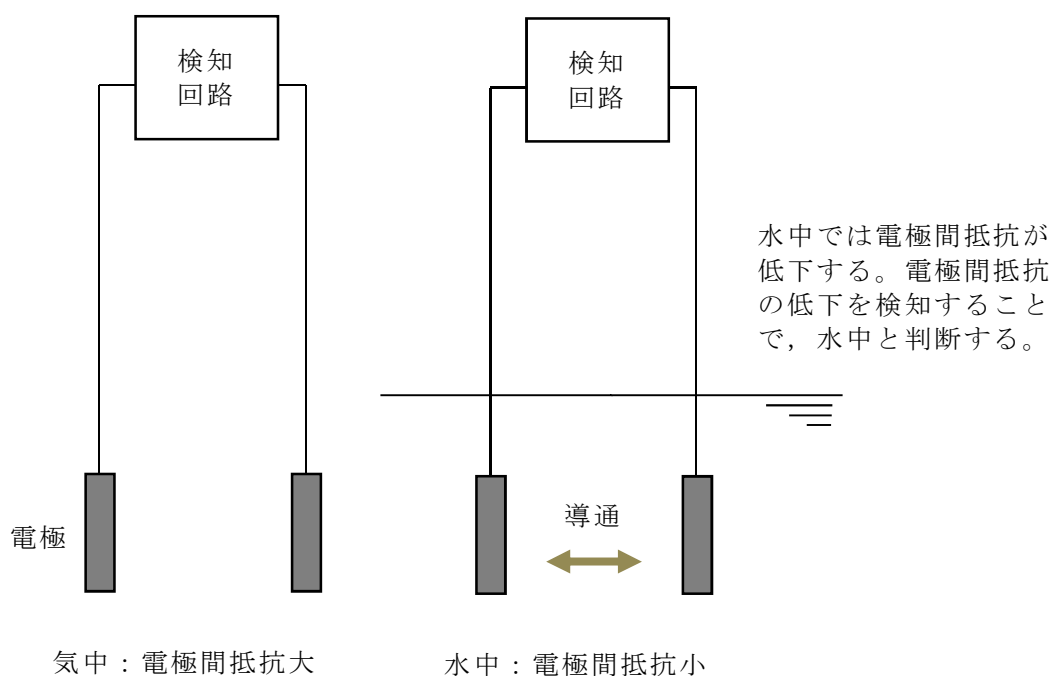 検知
回路
検知
回路
水中では電極間抵抗が
低下する。電極間抵抗
の低下を検知すること
で，水中と判断する。
導通
電極
気中：電極間抵抗大
水中：電極間抵抗小